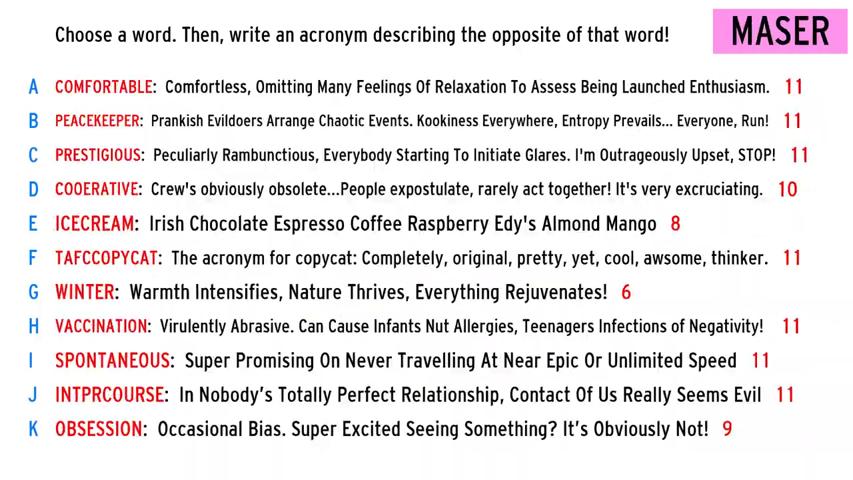 Choose a word. Then, write an acronym describing the opposite of that word!
MASER
A COMFORTABLE: Comfortless, Omitting Many Feelings Of Relaxation To Assess Being Launched Enthusiasm. 11
B PEACEKEEPER: Prankish Evildoers Arrange Chaotic Events. Kookiness Everywhere, Entropy Prevails... Everyone, Run! 11
C PRESTIGIOUS: Peculiarly Rambunctious, Everybody Starting To Initiate Glares. I'm Outrageously Upset, STOP! 11
D COOERATIVE: Crew's obviously obsolete...People expostulate, rarely act together! It's very excruciating. 10
E ICECREAM: Irish Chocolate Espresso Coffee Raspberry Edy's Almond Mango 8
F TAFCCOPYCAT: The acronym for copycat: Completely, original, pretty, yet, cool, awsome, thinker. 11
G WINTER: Warmth Intensifies, Nature Thrives, Everything Rejuvenates! 6
H VACCINATION: Virulently Abrasive. Can Cause Infants Nut Allergies, Teenagers Infections of Negativity! 11
I SPONTANEOUS: Super Promising On Never Travelling At Near Epic Or Unlimited Speed 11
J INTPRCOURSE: In Nobody's Totally Perfect Relationship, Contact Of Us Really Seems Evil 11
K OBSESSION: Occasional Bias. Super Excited Seeing Something? It's Obviously Not! 9